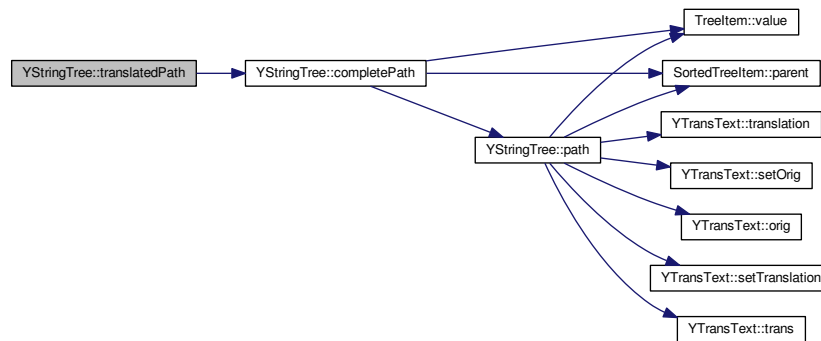 TreeItem::value
YStringTree::translatedPath
YStringTree::completePath
SortedTreeItem::parent
YTransText::translation
YStringTree::path
YTransText::setOrig
YTransText::orig
YTransText::setTranslation
YTransText::trans